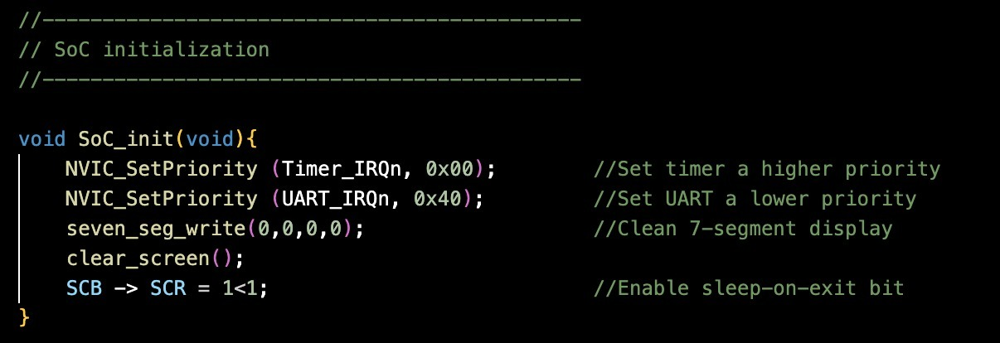 //---------------------------------------------
// SoC initialization
//---------------------------------------------
void SoC_init(void){
NVIC_SetPriority (Timer_IRQn, 0x00); //Set timer a higher priority
NVIC_SetPriority (UART_IRQn, 0x40); //Set UART a lower priority
seven_seg_write(0,0,0,0); //Clean 7-segment display
clear_screen();
SCB -> SCR = 1<1; //Enable sleep-on-exit bit
}